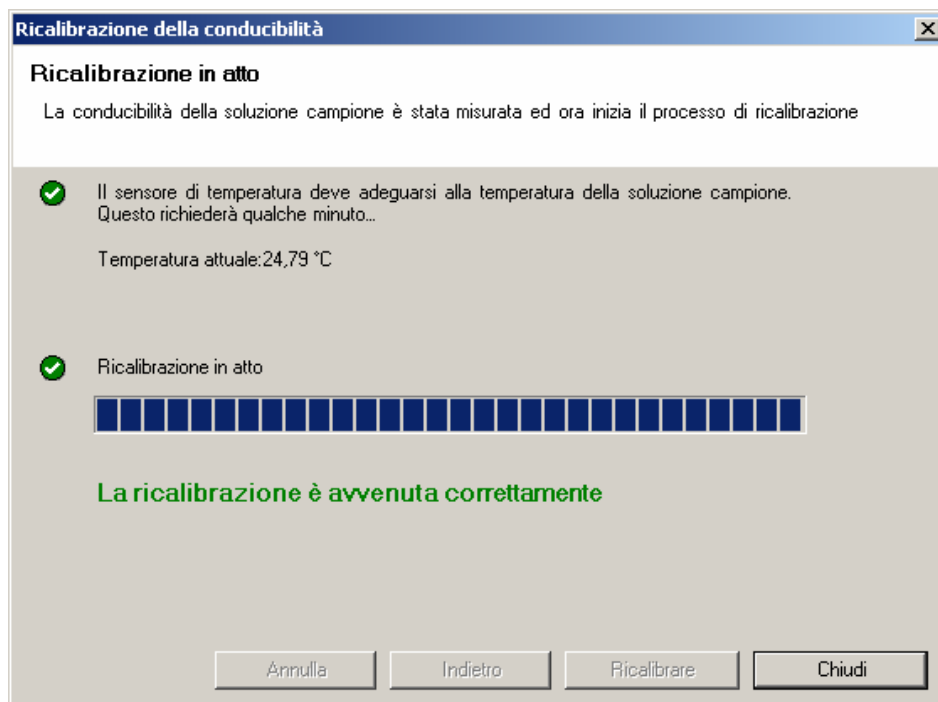 Ricalibrazione della conducibilità
Ricalibrazione in atto
La conducibilità della soluzione campione è stata misurata ed ora inizia il processo di ricalibrazione
Il sensore di temperatura deve adeguarsi alla temperatura della soluzione campione.
Questo richiederà qualche minuto...
Temperatura attuale:24,79 °C
Ricalibrazione in atto
La ricalibrazione è avvenuta correttamente
Annulla
Indietro
Ricalibrare
Chiudi